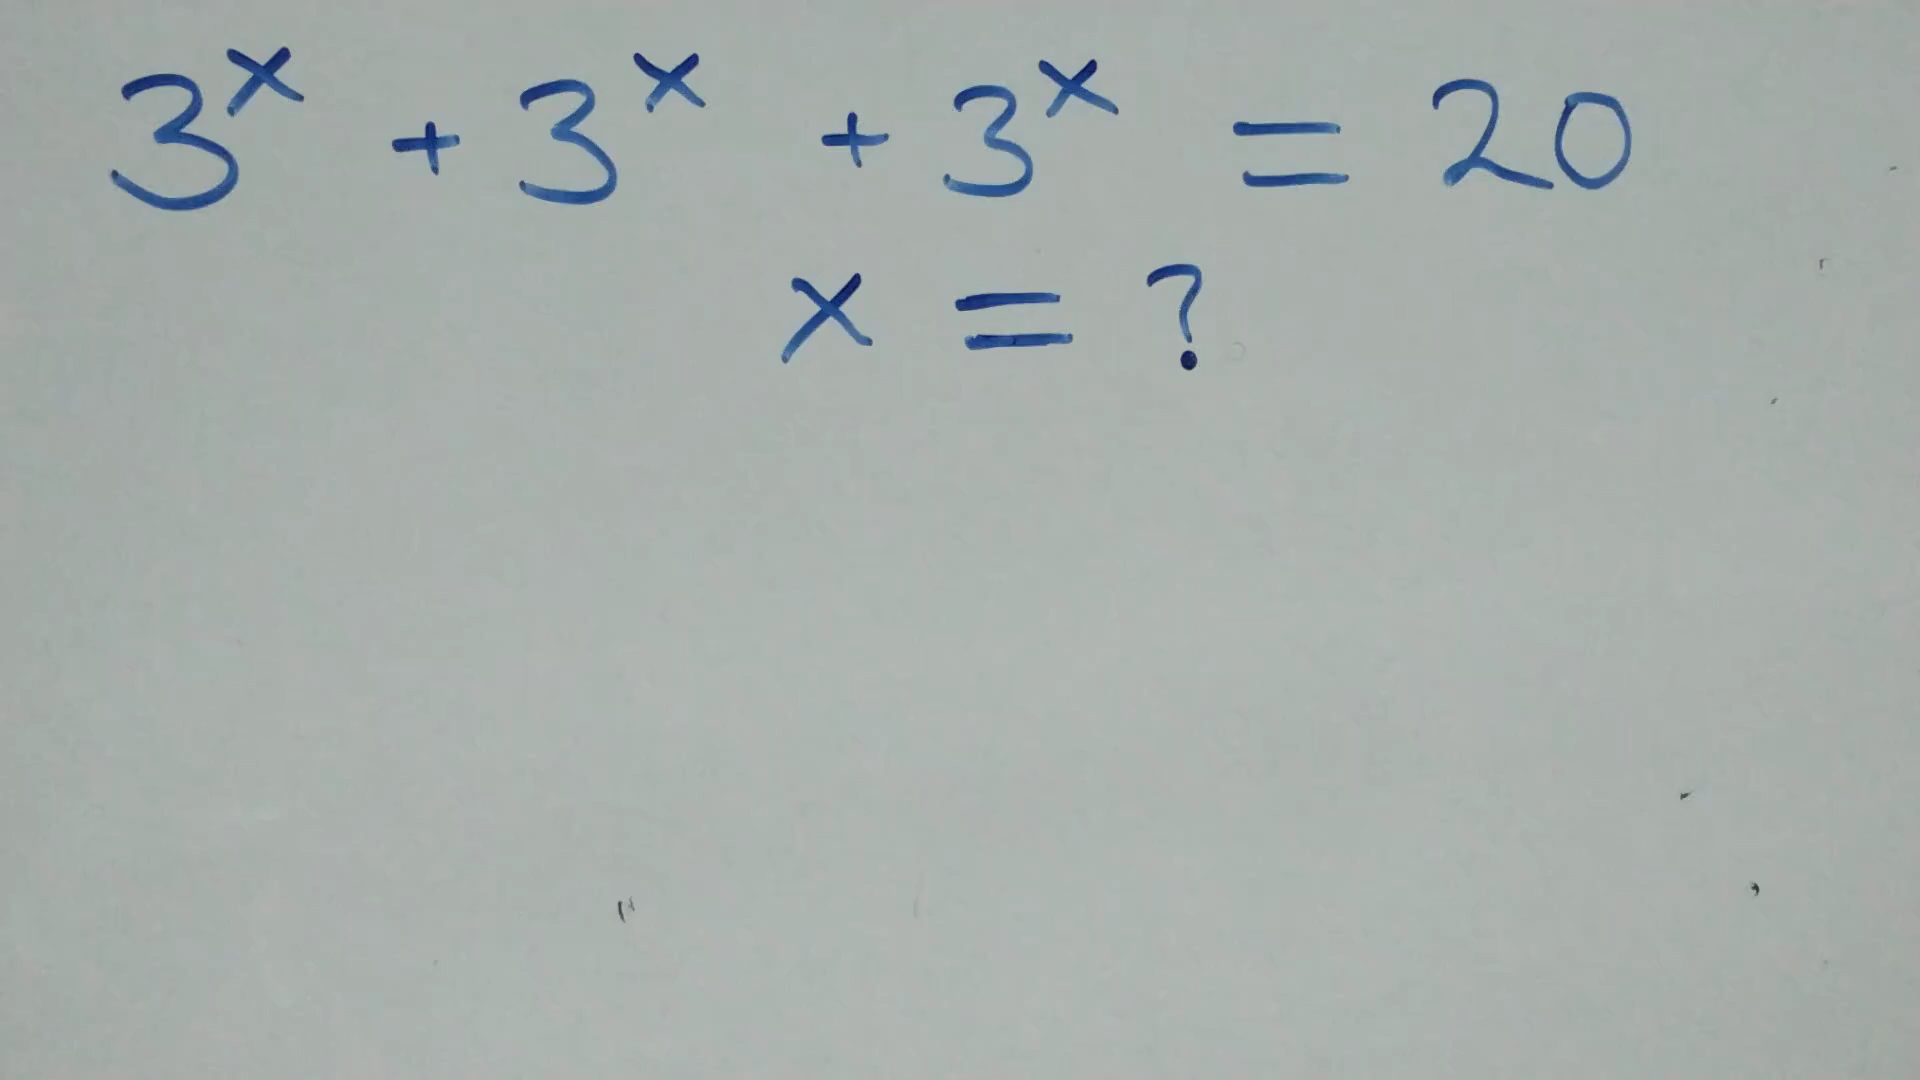 3^x + 3^x + 3^x = 20
x = ?